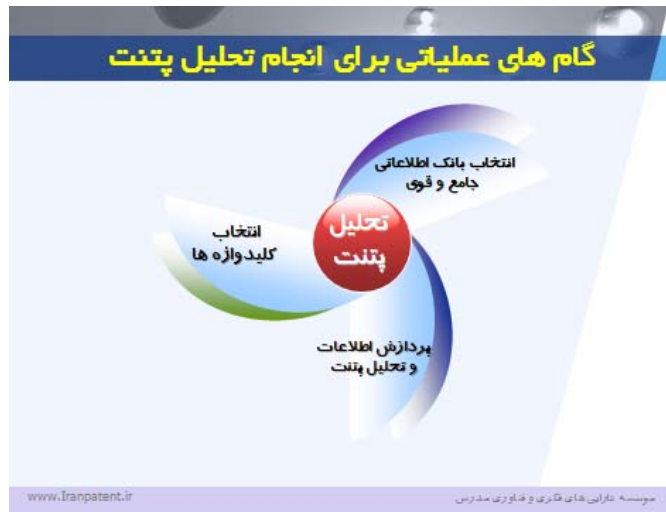 گام های عملیاتی برای انجام تحلیل پتنت
انتخاب بانک اطلاعاتی
جامع و قوی
تحلیل
پتنت
انتخاب
کلیدواژه ها
پردازش اطلاعات
و تحلیل پتنت
www.Iranpatent.ir
موسسه دارایی های فکری و فناوری مدرس